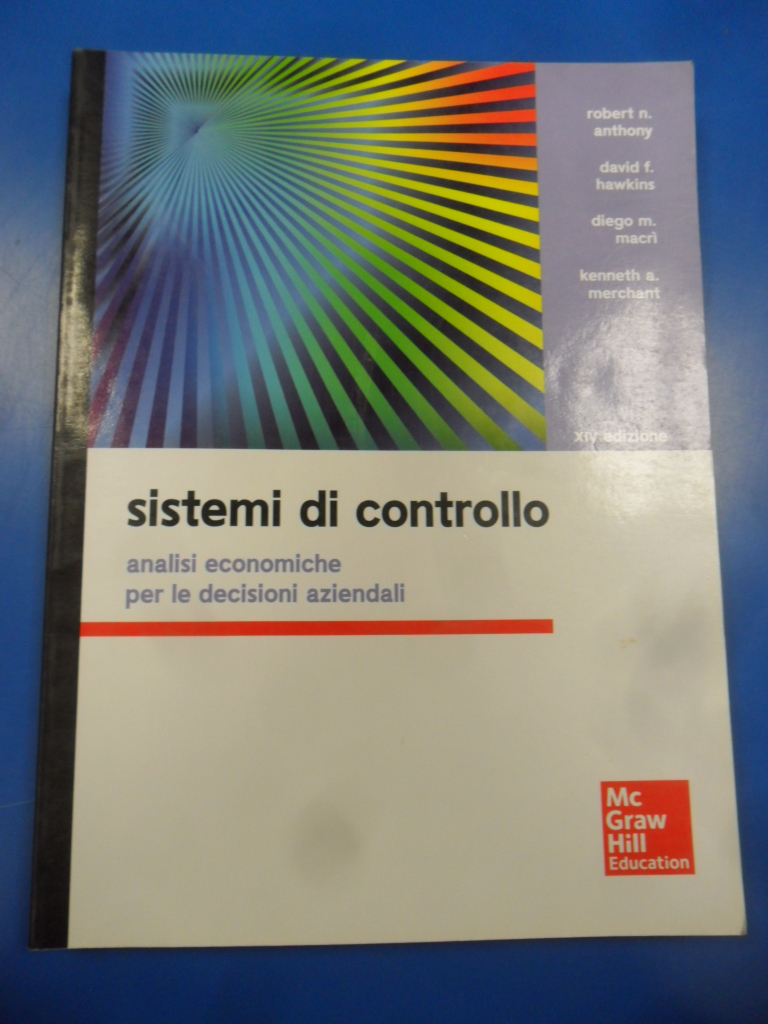 robert n.
anthony
david f.
hawkins
diego m.
macrì
kenneth a.
merchant
XIV edizione
sistemi di controllo
analisi economiche
per le decisioni aziendali
Mc
Graw
Hill
Education